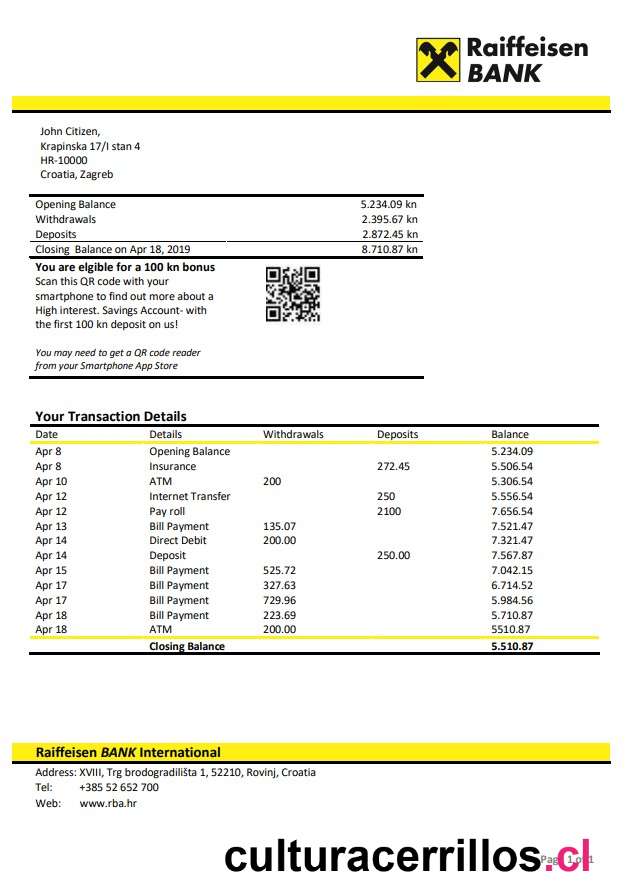 Raiffeisen
BANK
John Citizen,
Krapinska 17/I stan 4
HR-10000
Croatia, Zagreb
Opening Balance 5.234.09 kn
Withdrawals 2.395.67 kn
Deposits 2.872.45 kn
Closing Balance on Apr 18, 2019 8.710.87 kn
You are elgible for a 100 kn bonus
Scan this QR code with your
smartphone to find out more about a
High interest. Savings Account- with
the first 100 kn deposit on us!
You may need to get a QR code reader
from your Smartphone App Store
Your Transaction Details
Date Details Withdrawals Deposits Balance
Apr 8 Opening Balance 5.234.09
Apr 8 Insurance 272.45 5.506.54
Apr 10 ATM 200 5.306.54
Apr 12 Internet Transfer 250 5.556.54
Apr 12 Pay roll 2100 7.656.54
Apr 13 Bill Payment 135.07 7.521.47
Apr 14 Direct Debit 200.00 7.321.47
Apr 14 Deposit 250.00 7.567.87
Apr 15 Bill Payment 525.72 7.042.15
Apr 17 Bill Payment 327.63 6.714.52
Apr 17 Bill Payment 729.96 5.984.56
Apr 18 Bill Payment 223.69 5.710.87
Apr 18 ATM 200.00 5510.87
Closing Balance 5.510.87
Raiffeisen BANK International
Address: XVIII, Trg brodogradilišta 1, 52210, Rovinj, Croatia
Tel: +385 52 652 700
Web: www.rba.hr
culturacerrillos.cl
Page 1 of 1